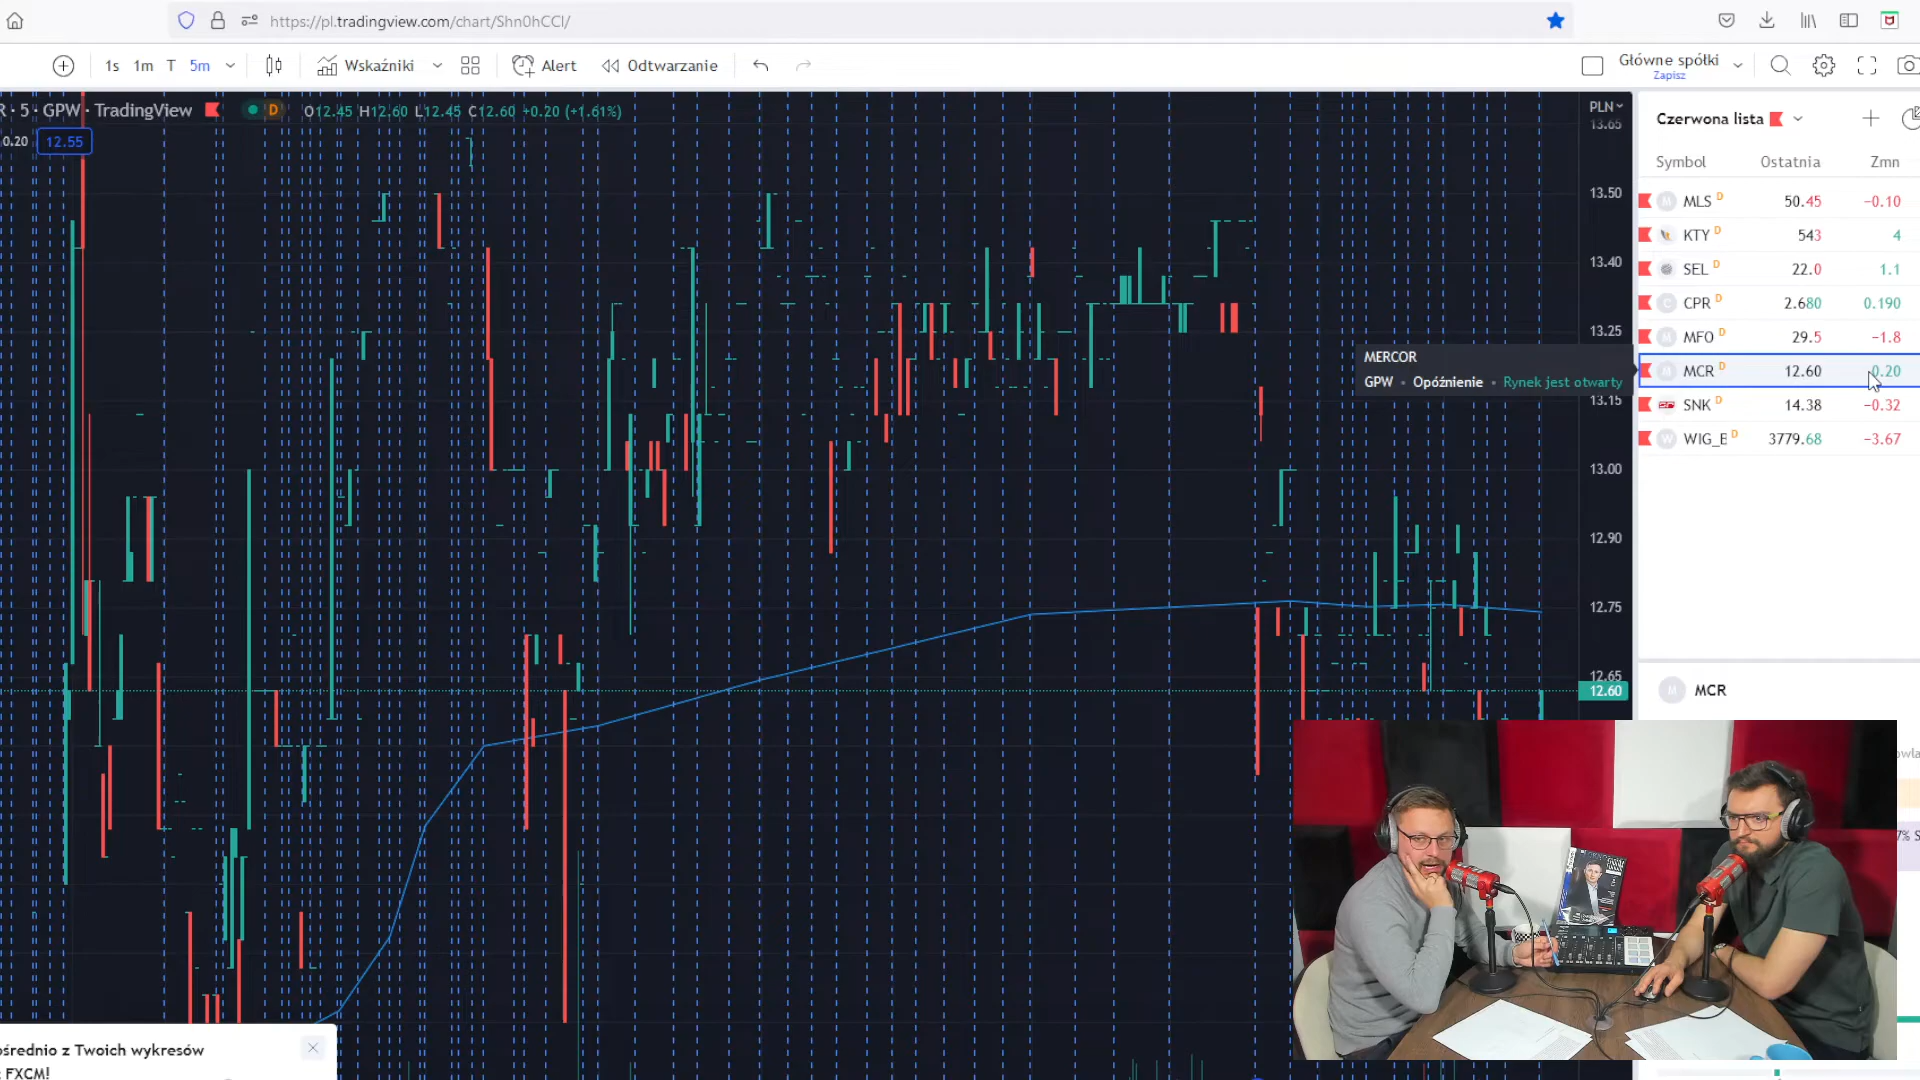 https://pl.tradingview.com/chart/Shn0hCCl/
1s 1m T 5m Wskaźniki Alert Odtwarzanie
Główne spółki
Zapisz
R · 5 · GPW · TradingView D O12.45 H12.60 L12.45 C12.60 +0.20 (+1.61%)
0.20 12.55
PLN
13.65
13.50
13.40
13.25
13.15
13.00
12.90
12.75
12.65
12.60
MERCOR
GPW • Opóźnienie • Rynek jest otwarty
Czerwona lista
Symbol Ostatnia Zmn
MLS D 50.45 −0.10
KTY D 543 4
SEL D 22.0 1.1
CPR D 2.680 0.190
MFO D 29.5 −1.8
MCR D 12.60 0.20
SNK D 14.38 −0.32
WIG_B D 3779.68 −3.67
M MCR
7% S
ośrednio z Twoich wykresów
FXCM!